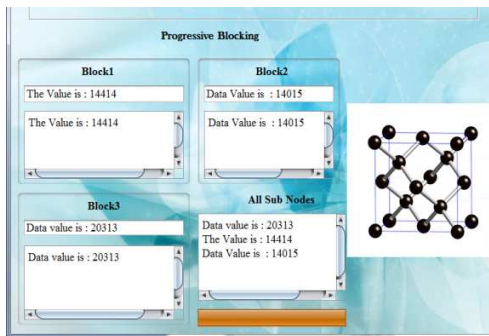 Progressive Blocking
Block1
The Value is : 14414
The Value is : 14414
Block2
Data Value is  : 14015
Data Value is  : 14015
Block3
Data value is : 20313
Data value is : 20313
All Sub Nodes
Data value is : 20313
The Value is : 14414
Data Value is  : 14015